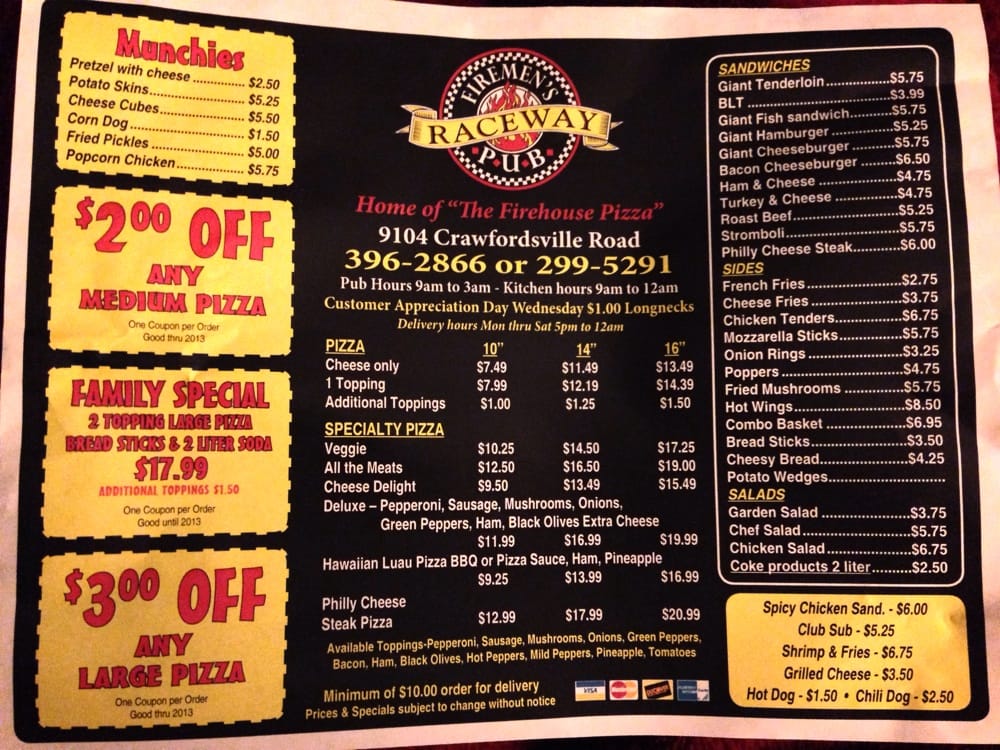 Munchies
Pretzel with cheese .............. $2.50
Potato Skins........................ $5.25
Cheese Cubes..................... $5.50
Corn Dog ............................ $1.50
Fried Pickles ....................... $5.00
Popcorn Chicken................. $5.75
$2.00 OFF
ANY
MEDIUM PIZZA
One Coupon per Order
Good thru 2013
FAMILY SPECIAL
2 TOPPING LARGE PIZZA
BREAD STICKS & 2 LITER SODA
$17.99
ADDITIONAL TOPPINGS $1.50
One Coupon per Order
Good until 2013
$3.00 OFF
ANY
LARGE PIZZA
One Coupon per Order
Good thru 2013
FIREMEN'S
RACEWAY
PUB
Home of "The Firehouse Pizza"
9104 Crawfordsville Road
396-2866 or 299-5291
Pub Hours 9am to 3am - Kitchen hours 9am to 12am
Customer Appreciation Day Wednesday $1.00 Longnecks
Delivery hours Mon thru Sat 5pm to 12am
PIZZA 10" 14" 16"
Cheese only $7.49 $11.49 $13.49
1 Topping $7.99 $12.19 $14.39
Additional Toppings $1.00 $1.25 $1.50
SPECIALTY PIZZA
Veggie $10.25 $14.50 $17.25
All the Meats $12.50 $16.50 $19.00
Cheese Delight $9.50 $13.49 $15.49
Deluxe – Pepperoni, Sausage, Mushrooms, Onions,
Green Peppers, Ham, Black Olives Extra Cheese
$11.99 $16.99 $19.99
Hawaiian Luau Pizza BBQ or Pizza Sauce, Ham, Pineapple
$9.25 $13.99 $16.99
Philly Cheese
Steak Pizza $12.99 $17.99 $20.99
Available Toppings-Pepperoni, Sausage, Mushrooms, Onions, Green Peppers,
Bacon, Ham, Black Olives, Hot Peppers, Mild Peppers, Pineapple, Tomatoes
Minimum of $10.00 order for delivery
Prices & Specials subject to change without notice
VISA
SANDWICHES
Giant Tenderloin..............$5.75
BLT ..............................$3.99
Giant Fish sandwich.........$5.75
Giant Hamburger .............$5.25
Giant Cheeseburger .........$5.75
Bacon Cheeseburger ........$6.50
Ham & Cheese ................$4.75
Turkey & Cheese .............$4.75
Roast Beef......................$5.25
Stromboli........................$5.75
Philly Cheese Steak..........$6.00
SIDES
French Fries....................$2.75
Cheese Fries ...................$3.75
Chicken Tenders...............$6.75
Mozzarella Sticks..............$5.75
Onion Rings ....................$3.25
Poppers .........................$4.75
Fried Mushrooms .............$5.75
Hot Wings.......................$8.50
Combo Basket .................$6.95
Bread Sticks....................$3.50
Cheesy Bread..................$4.25
Potato Wedges.........................
SALADS
Garden Salad ..................$3.75
Chef Salad......................$5.75
Chicken Salad..................$6.75
Coke products 2 liter.........$2.50
Spicy Chicken Sand. - $6.00
Club Sub - $5.25
Shrimp & Fries - $6.75
Grilled Cheese - $3.50
Hot Dog - $1.50 • Chili Dog - $2.50